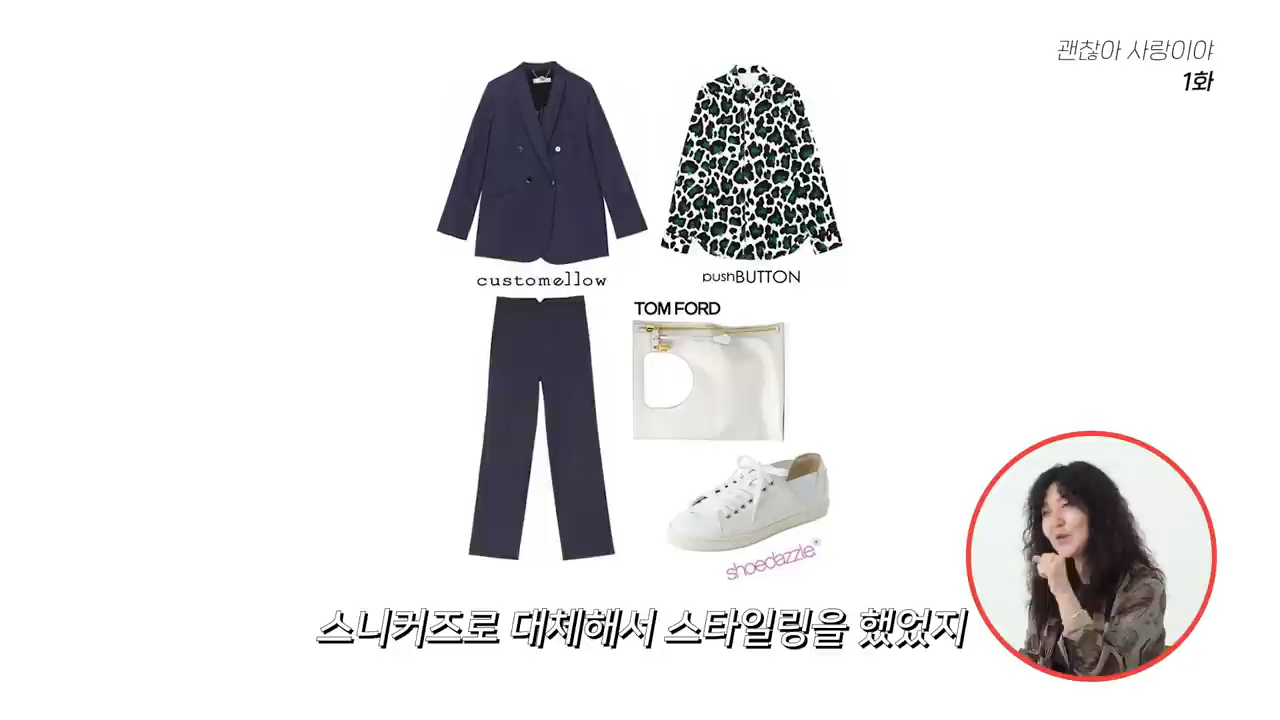 괜찮아 사랑이야
1화
customellow
pushBUTTON
TOM FORD
shoedazzle
스니커즈로 대체해서 스타일링을 했었지